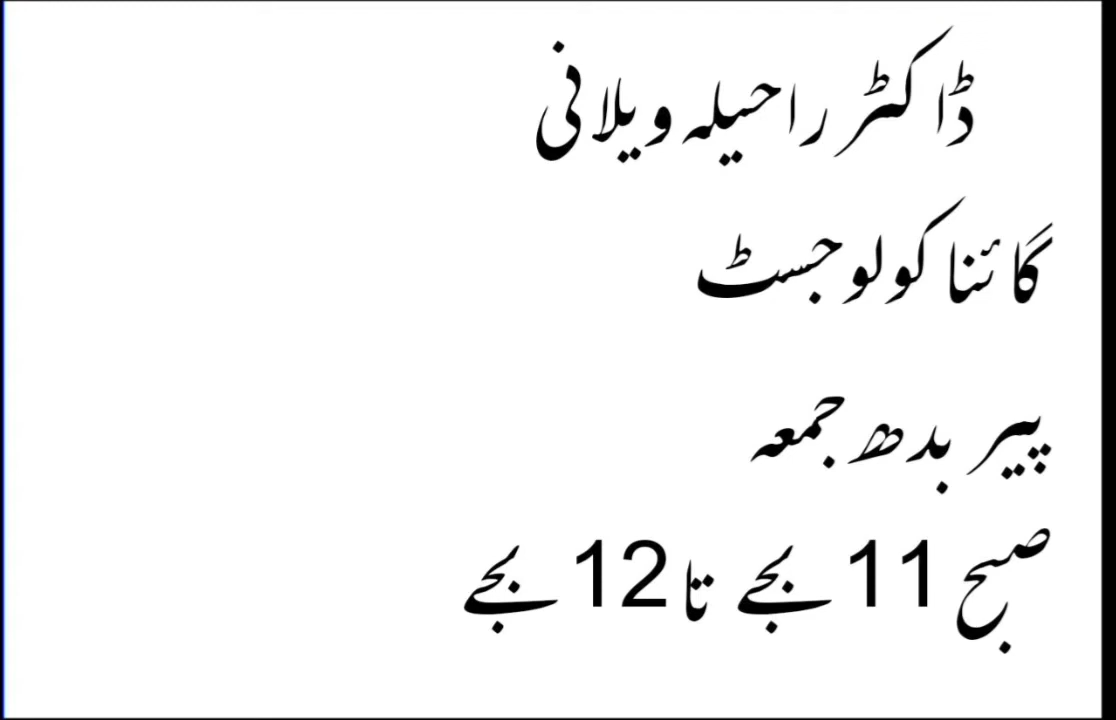 ڈاکٹر راحیلہ ویلانی
گائناکولوجسٹ
پیر بدھ جمعہ
صبح 11 بجے تا 12 بجے